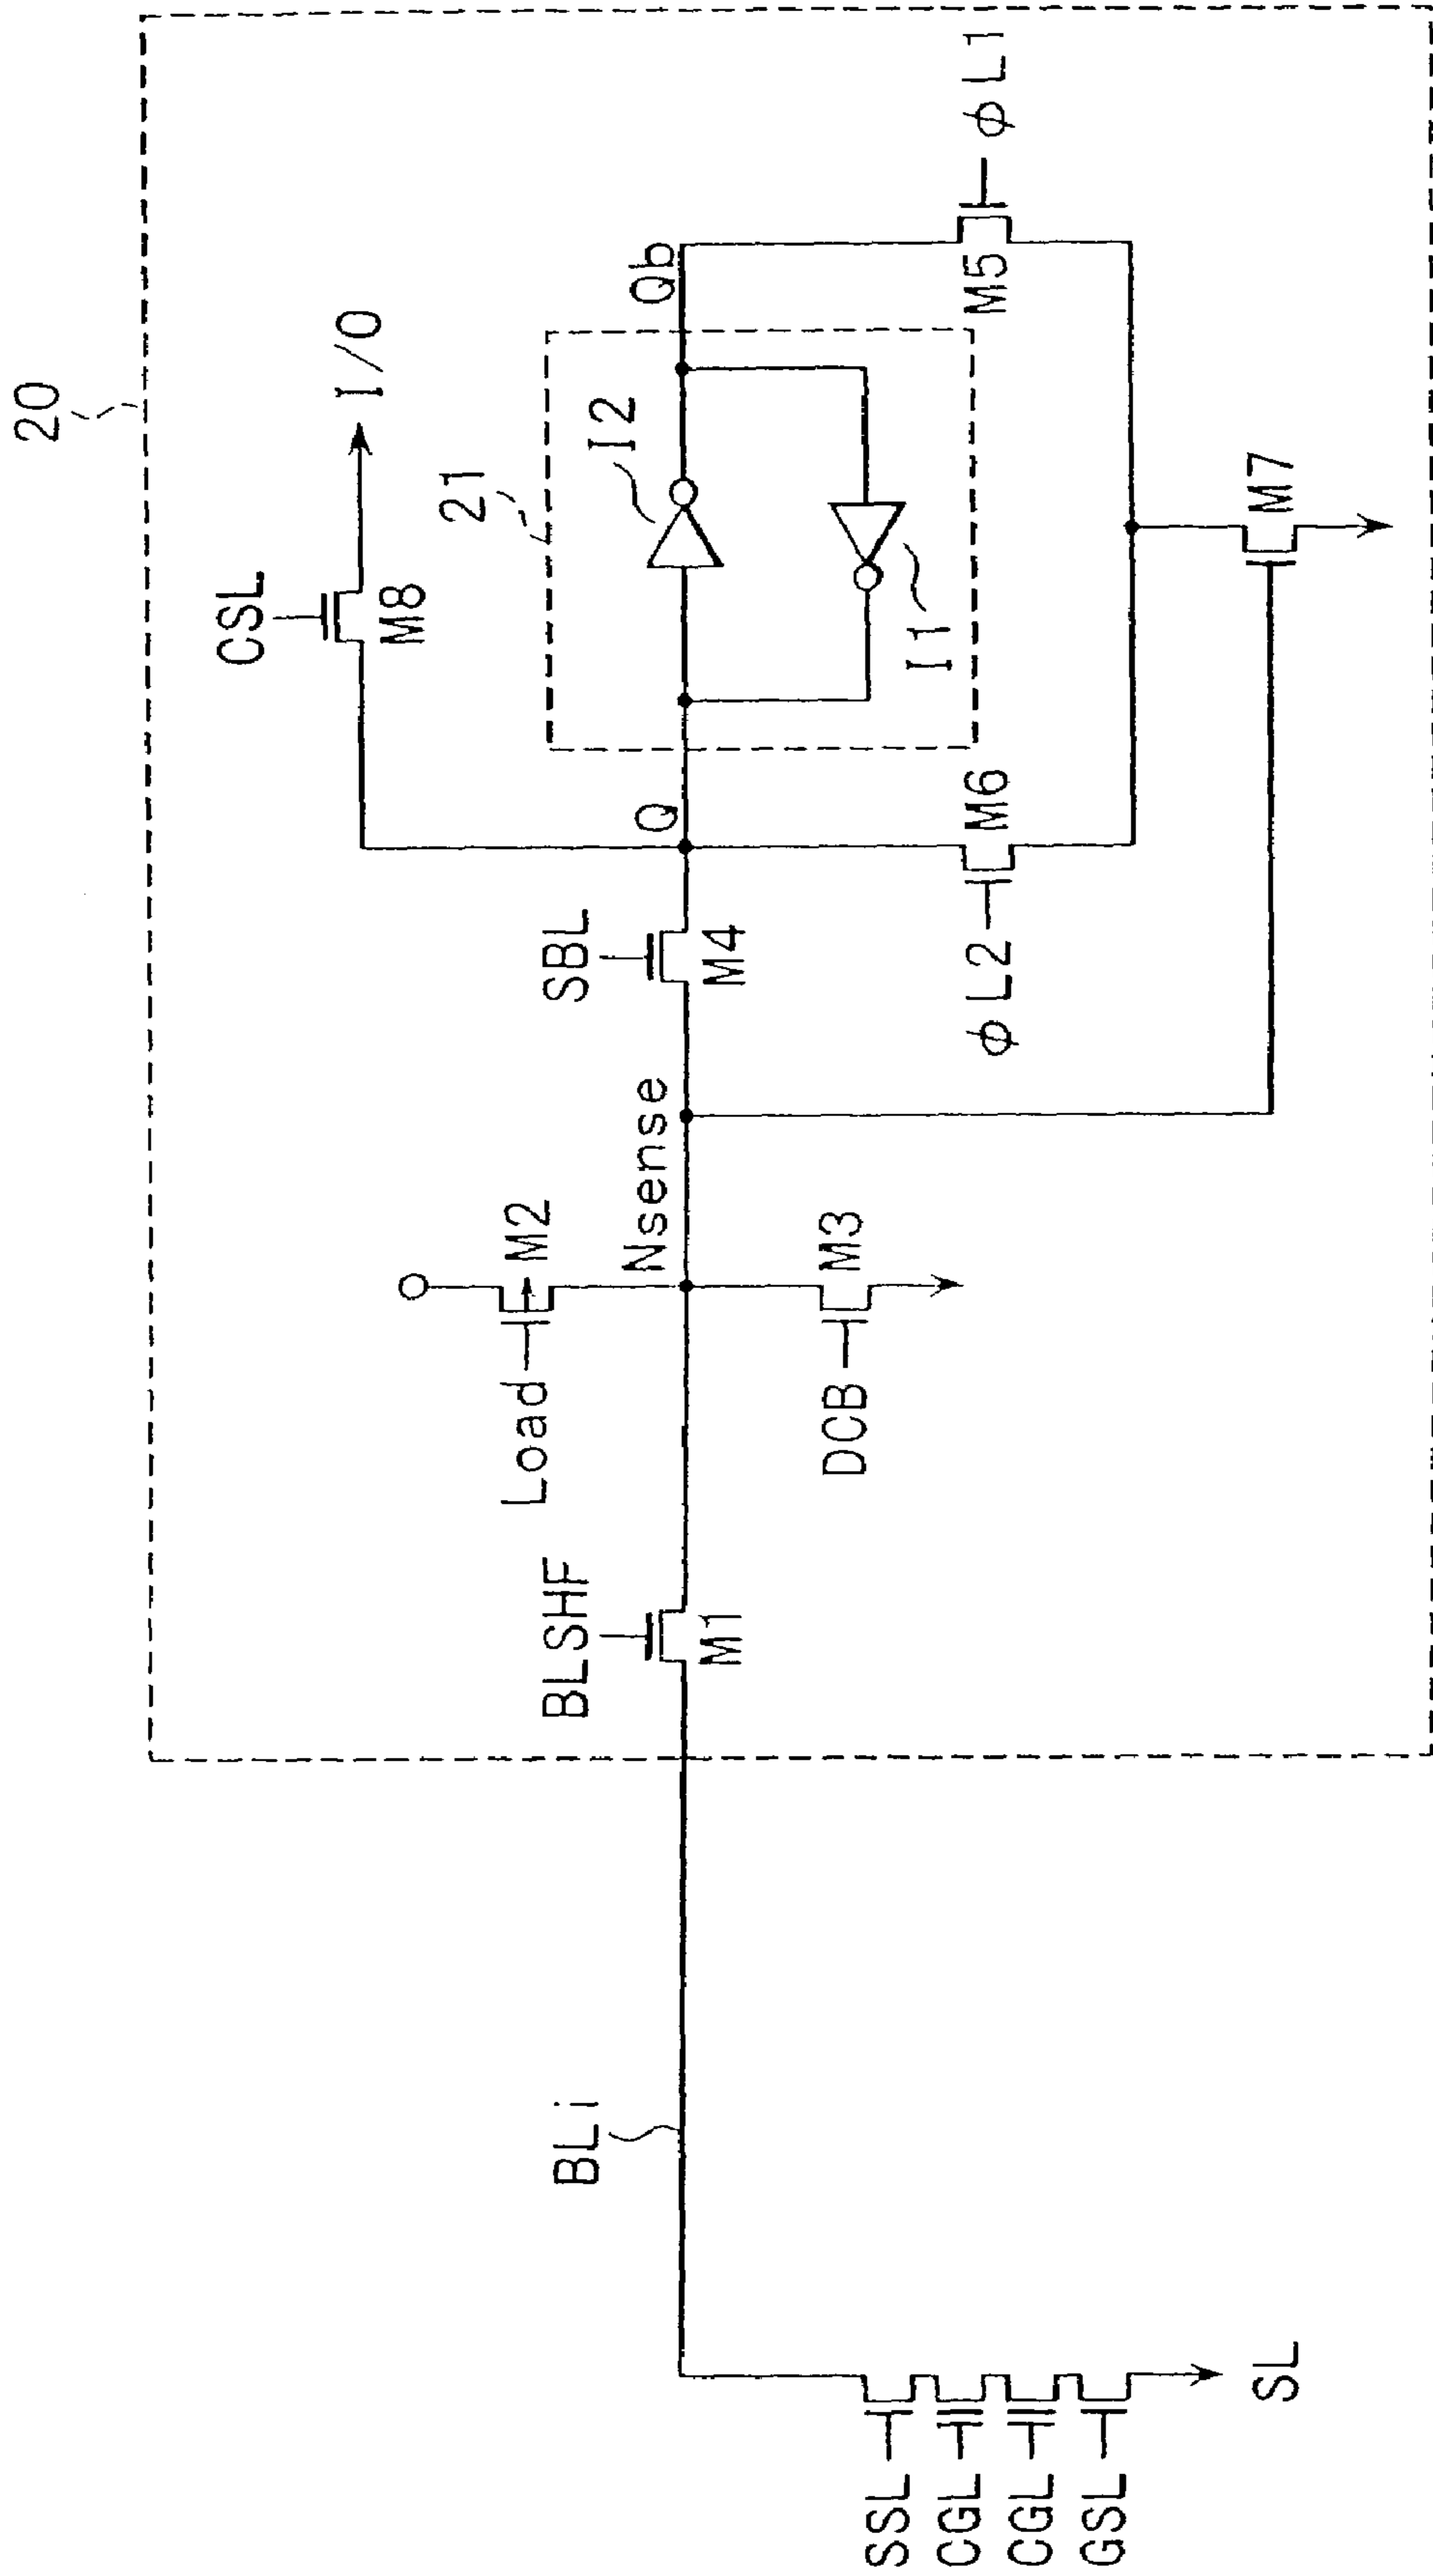 20
CSL
I/O
M8
21
I2
Qb
Q
I1
SBL
M4
φL1
M5
M6
φL2
M7
Nsense
M2
Load
M3
DCB
BLSHF
M1
BLi
SSL
CGL
CGL
GSL
SL